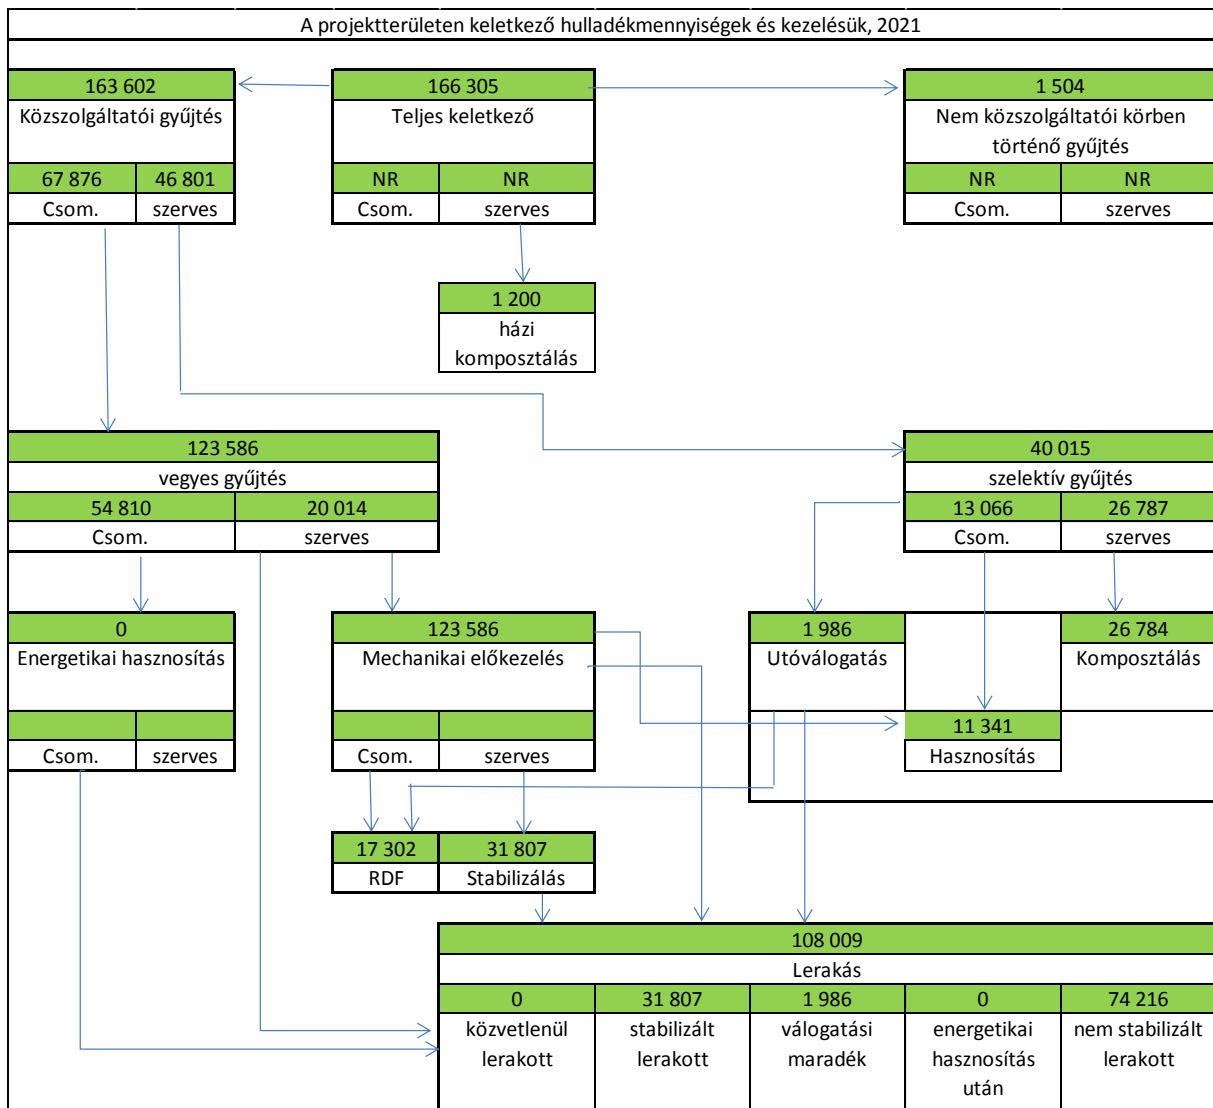 A projektterületen keletkező hulladékmennyiségek és kezelésük, 2021
163 602
Közszolgáltatói gyűjtés
67 876 46 801
Csom. szerves
166 305
Teljes keletkező
NR NR
Csom. szerves
1 504
Nem közszolgáltatói körben
történő gyűjtés
NR NR
Csom. szerves
1 200
házi
komposztálás
123 586
vegyes gyűjtés
54 810 20 014
Csom. szerves
40 015
szelektív gyűjtés
13 066 26 787
Csom. szerves
0
Energetikai hasznosítás
Csom. szerves
123 586
Mechanikai előkezelés
Csom. szerves
1 986
Utóválogatás
26 784
Komposztálás
11 341
Hasznosítás
17 302 31 807
RDF Stabilizálás
108 009
Lerakás
0 31 807 1 986 0 74 216
közvetlenül stabilizált válogatási energetikai nem stabilizált
lerakott lerakott maradék hasznosítás lerakott
után